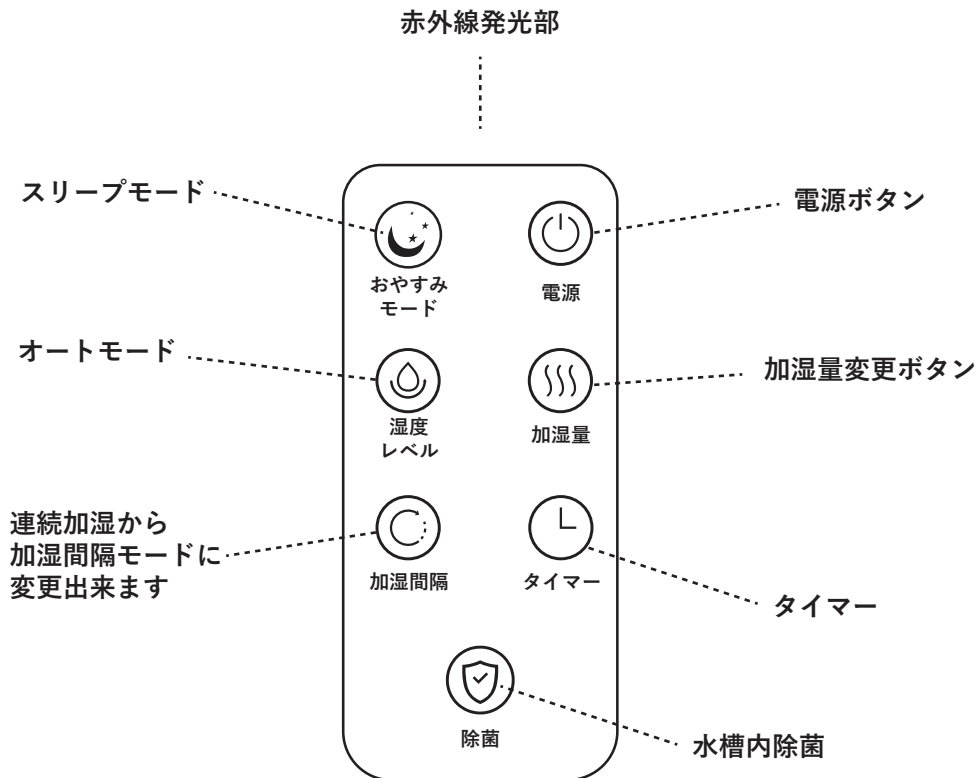 赤外線発光部
スリープモード
電源ボタン
おやすみ
モード
電源
オートモード
加湿量変更ボタン
湿度
レベル
加湿量
連続加湿から
加湿間隔モードに
変更出来ます
加湿間隔
タイマー
タイマー
除菌
水槽内除菌